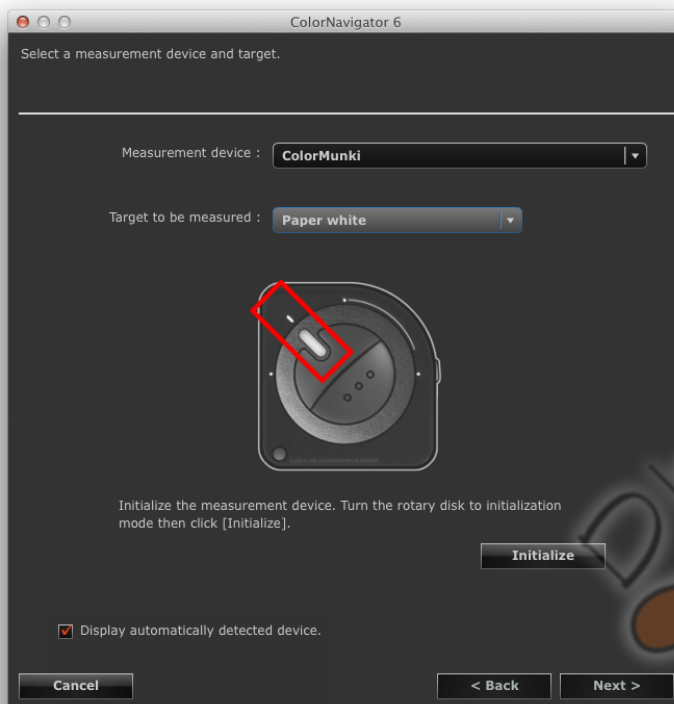 ColorNavigator 6
Select a measurement device and target.
Measurement device : ColorMunki
Target to be measured : Paper white
Initialize the measurement device. Turn the rotary disk to initialization
mode then click [Initialize].
Initialize
Display automatically detected device.
Cancel
< Back
Next >